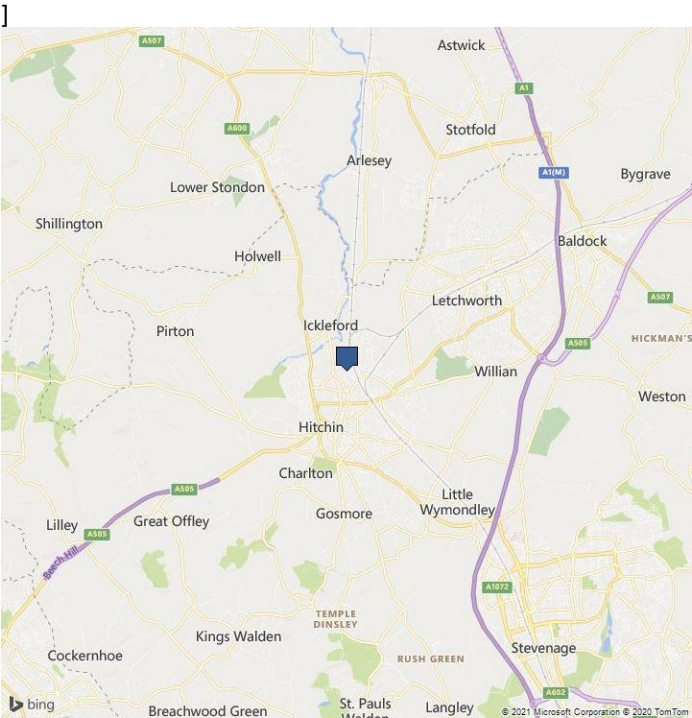 ]
Astwick
A507
A1
A600
Stotfold
Arlesey
A1(M)
Bygrave
Lower Stondon
Shillington
Baldock
Holwell
Letchworth
A507
Ickleford
Pirton
A505
HICKMAN'S
Willian
Weston
Hitchin
Charlton
A505
Little
Wymondley
Great Offley
Gosmore
Lilley
A505
Beech Hill
A1072
TEMPLE
DINSLEY
Kings Walden
Stevenage
Cockernhoe
RUSH GREEN
A602
St. Pauls
Walden
Langley
Breachwood Green
bing
© 2021 Microsoft Corporation © 2020 TomTom